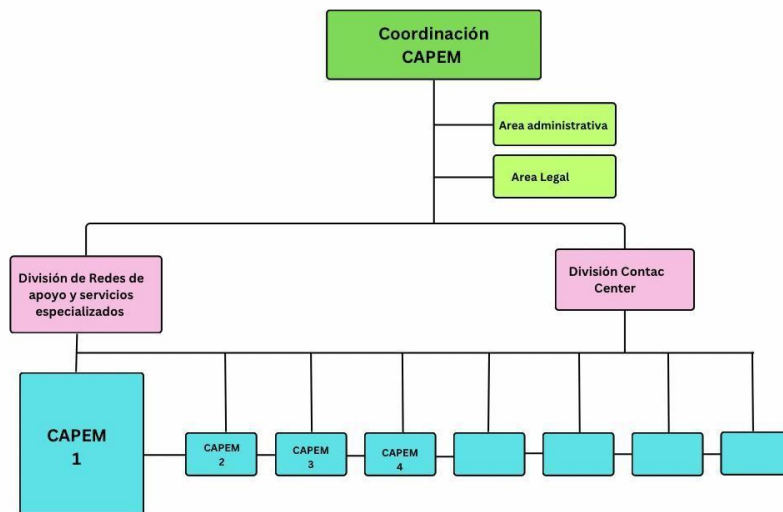 Coordinación
CAPEM
Area administrativa
Area Legal
División de Redes de
apoyo y servicios
especializados
División Contac
Center
CAPEM
1
CAPEM
2
CAPEM
3
CAPEM
4